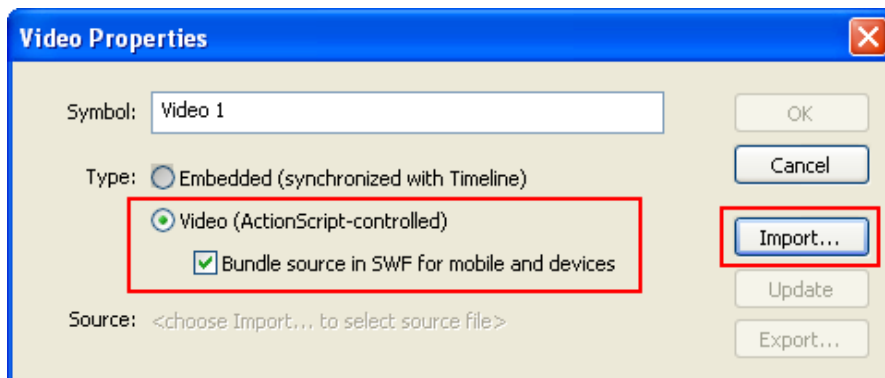 Video Properties
Symbol: Video 1
OK
Type: Embedded (synchronized with Timeline)
Cancel
Video (ActionScript-controlled)
Import...
Bundle source in SWF for mobile and devices
Update
Source: <choose Import... to select source file>
Export...